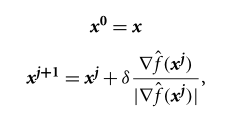 x⁰ = x
xʲ⁺¹ = xʲ + δ ∇f̂(xʲ) / |∇f̂(xʲ)|,